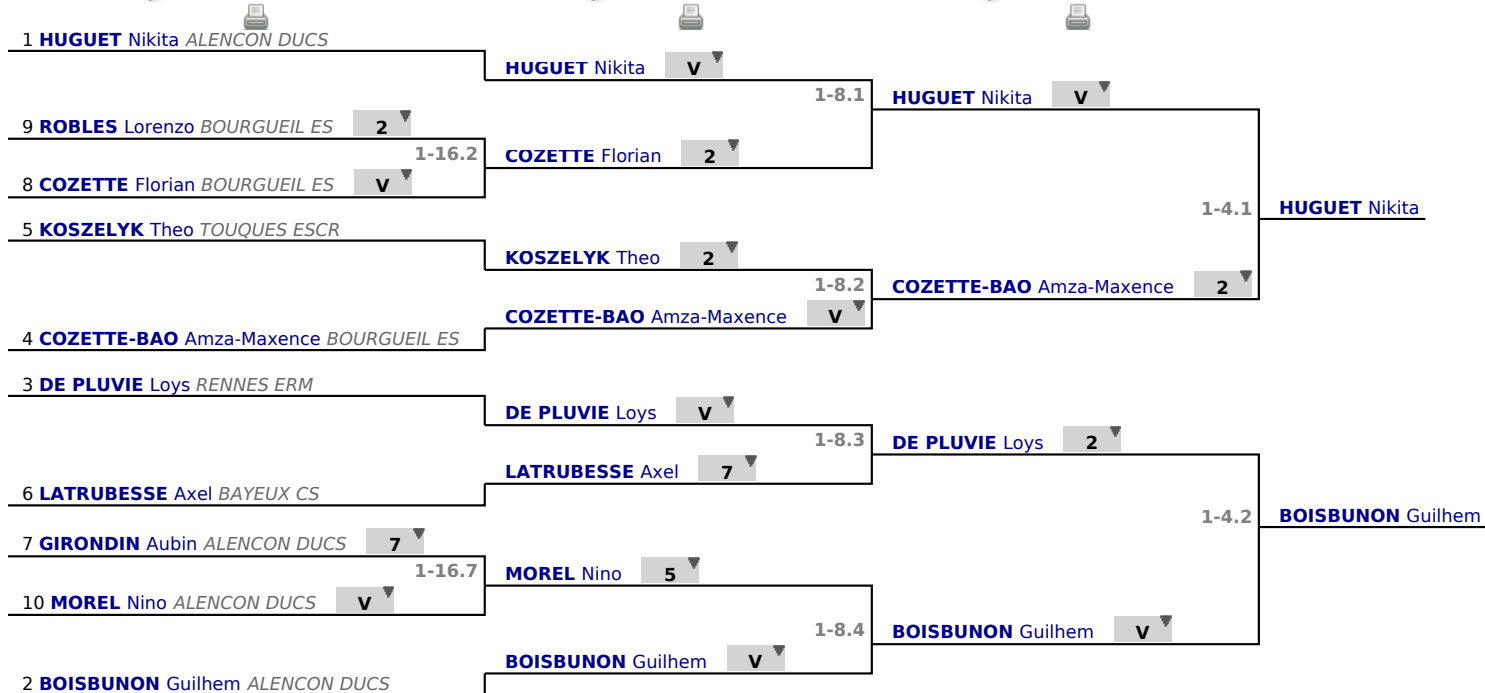 1 HUGUET Nikita ALENCON DUCS
HUGUET Nikita V
1-8.1
HUGUET Nikita V
9 ROBLES Lorenzo BOURGUEIL ES 2
1-16.2
COZETTE Florian 2
8 COZETTE Florian BOURGUEIL ES V
1-4.1
HUGUET Nikita
5 KOSZELYK Theo TOUQUES ESCR
KOSZELYK Theo 2
1-8.2
COZETTE-BAO Amza-Maxence 2
COZETTE-BAO Amza-Maxence V
4 COZETTE-BAO Amza-Maxence BOURGUEIL ES
3 DE PLUVIE Loys RENNES ERM
DE PLUVIE Loys V
1-8.3
DE PLUVIE Loys 2
LATRUBESSE Axel 7
6 LATRUBESSE Axel BAYEUX CS
1-4.2
BOISBUNON Guilhem
7 GIRONDIN Aubin ALENCON DUCS 7
1-16.7
MOREL Nino 5
10 MOREL Nino ALENCON DUCS V
1-8.4
BOISBUNON Guilhem V
BOISBUNON Guilhem V
2 BOISBUNON Guilhem ALENCON DUCS